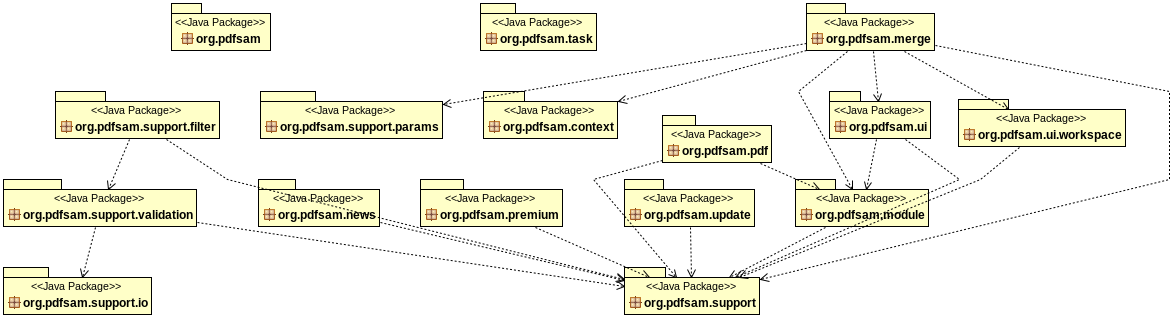 <<Java Package>>
org.pdfsam
<<Java Package>>
org.pdfsam.task
<<Java Package>>
org.pdfsam.merge
<<Java Package>>
org.pdfsam.support.filter
<<Java Package>>
org.pdfsam.support.params
<<Java Package>>
org.pdfsam.context
<<Java Package>>
org.pdfsam.ui
<<Java Package>>
org.pdfsam.ui.workspace
<<Java Package>>
org.pdfsam.pdf
<<Java Package>>
org.pdfsam.support.validation
<<Java Package>>
org.pdfsam.news
<<Java Package>>
org.pdfsam.premium
<<Java Package>>
org.pdfsam.update
<<Java Package>>
org.pdfsam.module
<<Java Package>>
org.pdfsam.support.io
<<Java Package>>
org.pdfsam.support